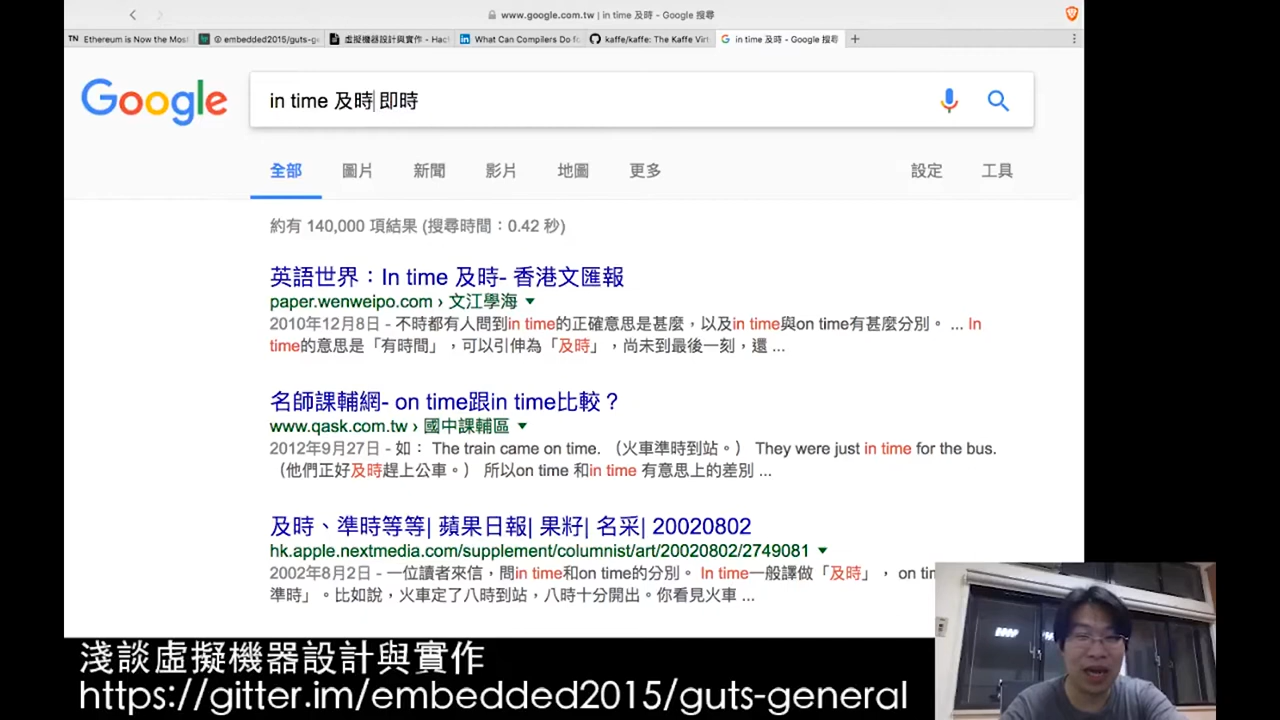 www.google.com.tw | in time 及時 - Google 搜尋
TN Ethereum is Now the Most
embedded2015/guts-ge
虛擬機器設計與實作 - Hac
What Can Compilers Do fo
kaffe/kaffe: The Kaffe Virt
in time 及時 - Google 搜尋
Google
in time 及時 即時
全部 圖片 新聞 影片 地圖 更多 設定 工具
約有 140,000 項結果 (搜尋時間：0.42 秒)
英語世界：In time 及時- 香港文匯報
paper.wenweipo.com › 文江學海
2010年12月8日 - 不時都有人問到in time的正確意思是甚麼，以及in time與on time有甚麼分別。 ... In
time的意思是「有時間」，可以引伸為「及時」，尚未到最後一刻，還 ...
名師課輔網- on time跟in time比較？
www.qask.com.tw › 國中課輔區
2012年9月27日 - 如： The train came on time. （火車準時到站。） They were just in time for the bus.
（他們正好及時趕上公車。） 所以on time 和in time 有意思上的差別 ...
及時、準時等等| 蘋果日報| 果籽| 名采| 20020802
hk.apple.nextmedia.com/supplement/columnist/art/20020802/2749081
2002年8月2日 - 一位讀者來信，問in time和on time的分別。 In time一般譯做「及時」， on tim
準時」。比如說，火車定了八時到站，八時十分開出。你看見火車 ...
淺談虛擬機器設計與實作
https://gitter.im/embedded2015/guts-general